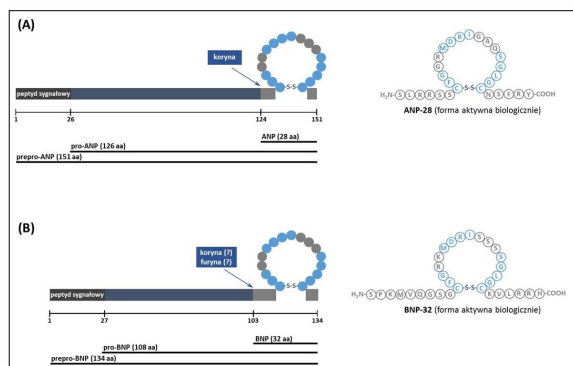 (A)
koryna
peptyd sygnałowy
-S-S-
1 26 124 151
ANP (28 aa)
pro-ANP (126 aa)
prepro-ANP (151 aa)
H₂N-SLRRSSCFGGRMDRIGAQSGLGCNSFRY-COOH
-S-S-
ANP-28 (forma aktywna biologicznie)
(B)
koryna (?)
furyna (?)
peptyd sygnałowy
-S-S-
1 27 103 134
BNP (32 aa)
pro-BNP (108 aa)
prepro-BNP (134 aa)
H₂N-SPKMVQGSGCFGRKMDRISSSSGLGCKVLRRH-COOH
-S-S-
BNP-32 (forma aktywna biologicznie)